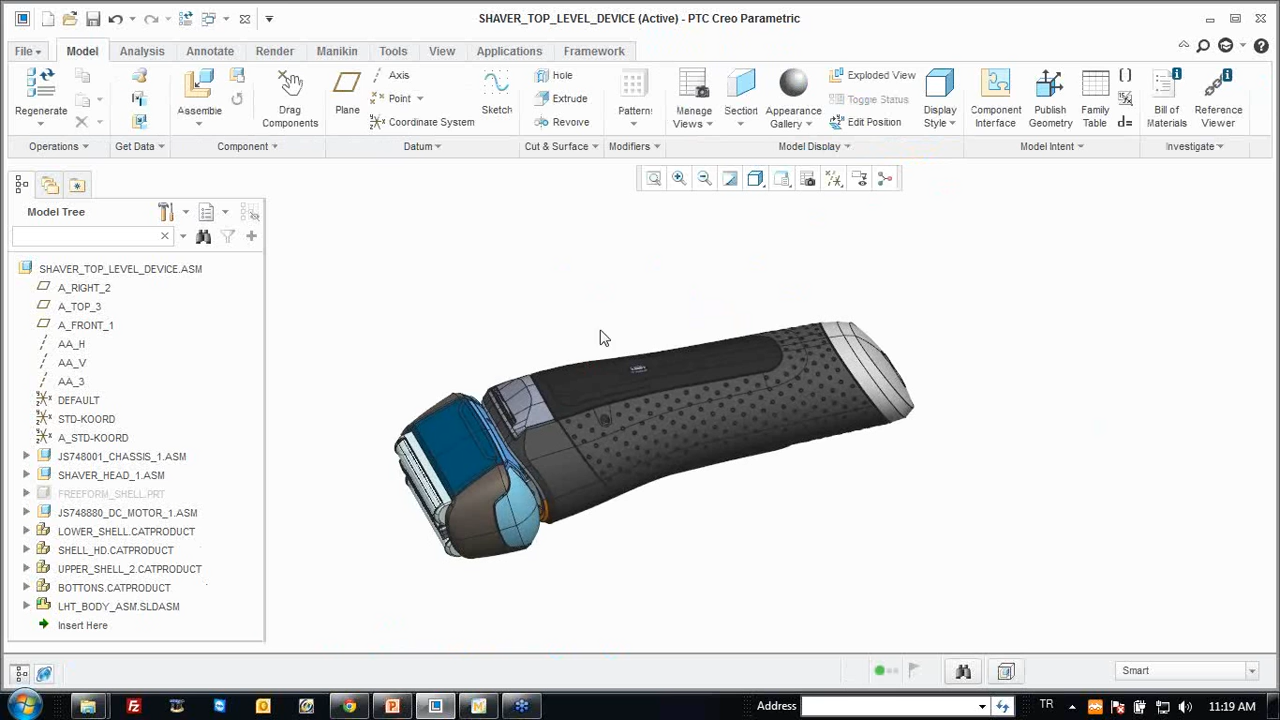 SHAVER_TOP_LEVEL_DEVICE (Active) - PTC Creo Parametric
File Model Analysis Annotate Render Manikin Tools View Applications Framework
Regenerate
Assemble
Drag
Components
Plane
Axis
Point
Coordinate System
Sketch
Hole
Extrude
Revolve
Pattern
Manage
Views
Section
Appearance
Gallery
Exploded View
Toggle Status
Edit Position
Display
Style
Component
Interface
Publish
Geometry
Family
Table
d=
Bill of
Materials
Reference
Viewer
Operations Get Data Component Datum Cut & Surface Modifiers Model Display Model Intent Investigate
Model Tree
SHAVER_TOP_LEVEL_DEVICE.ASM
A_RIGHT_2
A_TOP_3
A_FRONT_1
AA_H
AA_V
AA_3
DEFAULT
STD-KOORD
A_STD-KOORD
JS748001_CHASSIS_1.ASM
SHAVER_HEAD_1.ASM
FREEFORM_SHELL.PRT
JS748880_DC_MOTOR_1.ASM
LOWER_SHELL.CATPRODUCT
SHELL_HD.CATPRODUCT
UPPER_SHELL_2.CATPRODUCT
BOTTONS.CATPRODUCT
LHT_BODY_ASM.SLDASM
Insert Here
Smart
Address
TR
11:19 AM